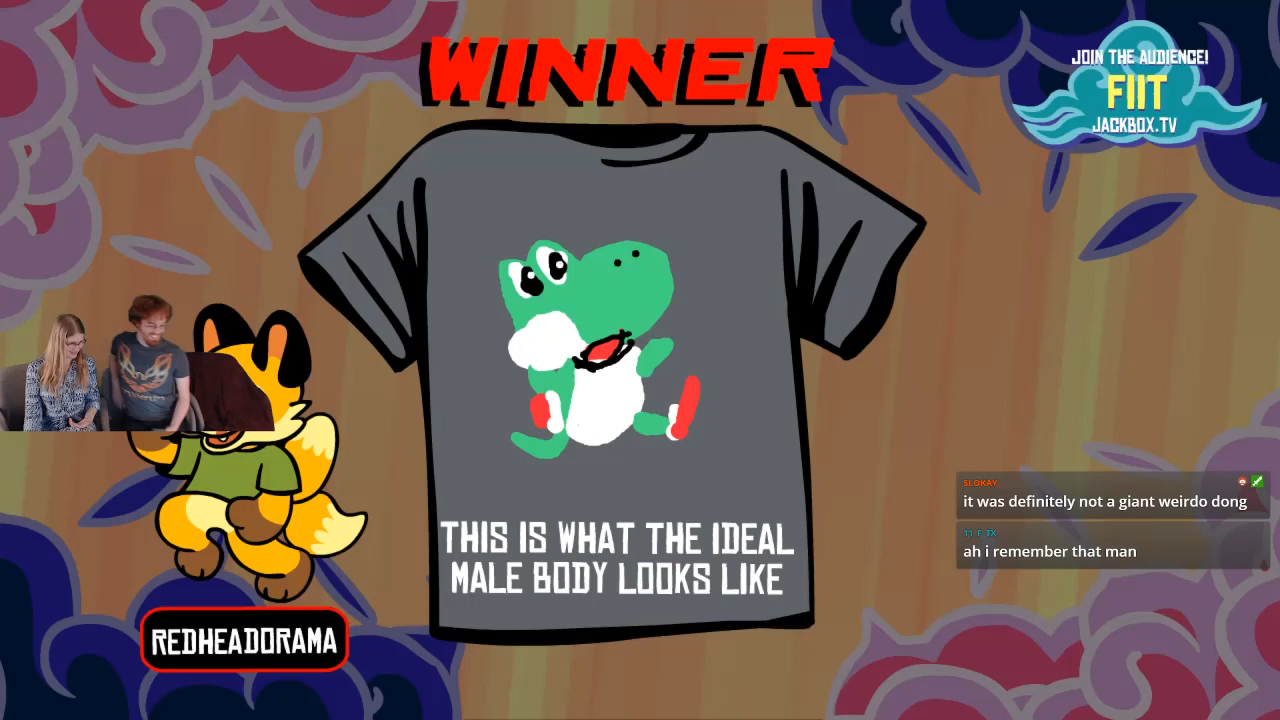 WINNER
JOIN THE AUDIENCE!
FIIT
JACKBOX.TV
THIS IS WHAT THE IDEAL
MALE BODY LOOKS LIKE
SLOKAY
it was definitely not a giant weirdo dong
ah i remember that man
REDHEADORAMA